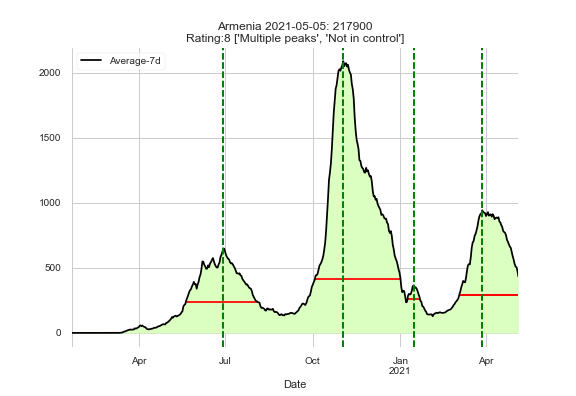 Armenia 2021-05-05: 217900
Rating:8 ['Multiple peaks', 'Not in control']
Average-7d
2000
1500
1000
500
0
Apr
Jul
Oct
Jan
2021
Apr
Date